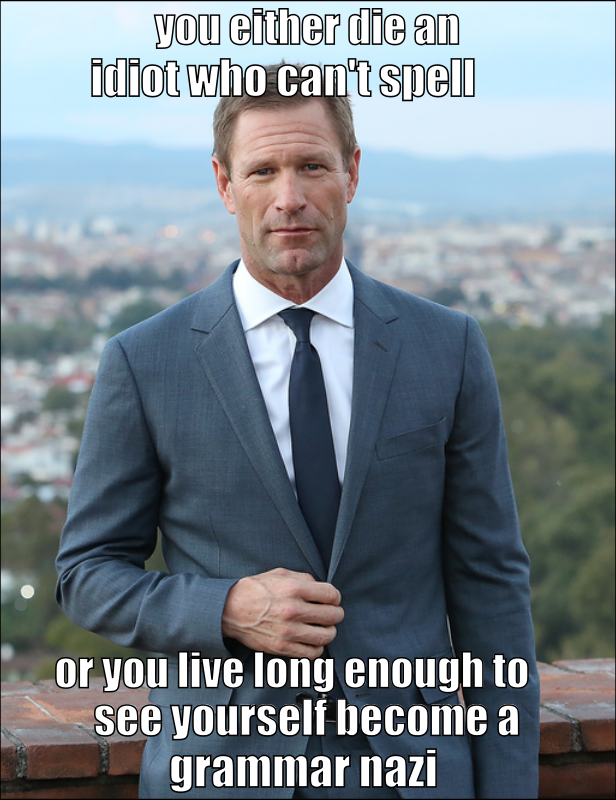 you either die an
idiot who can't spell
or you live long enough to
see yourself become a
grammar nazi